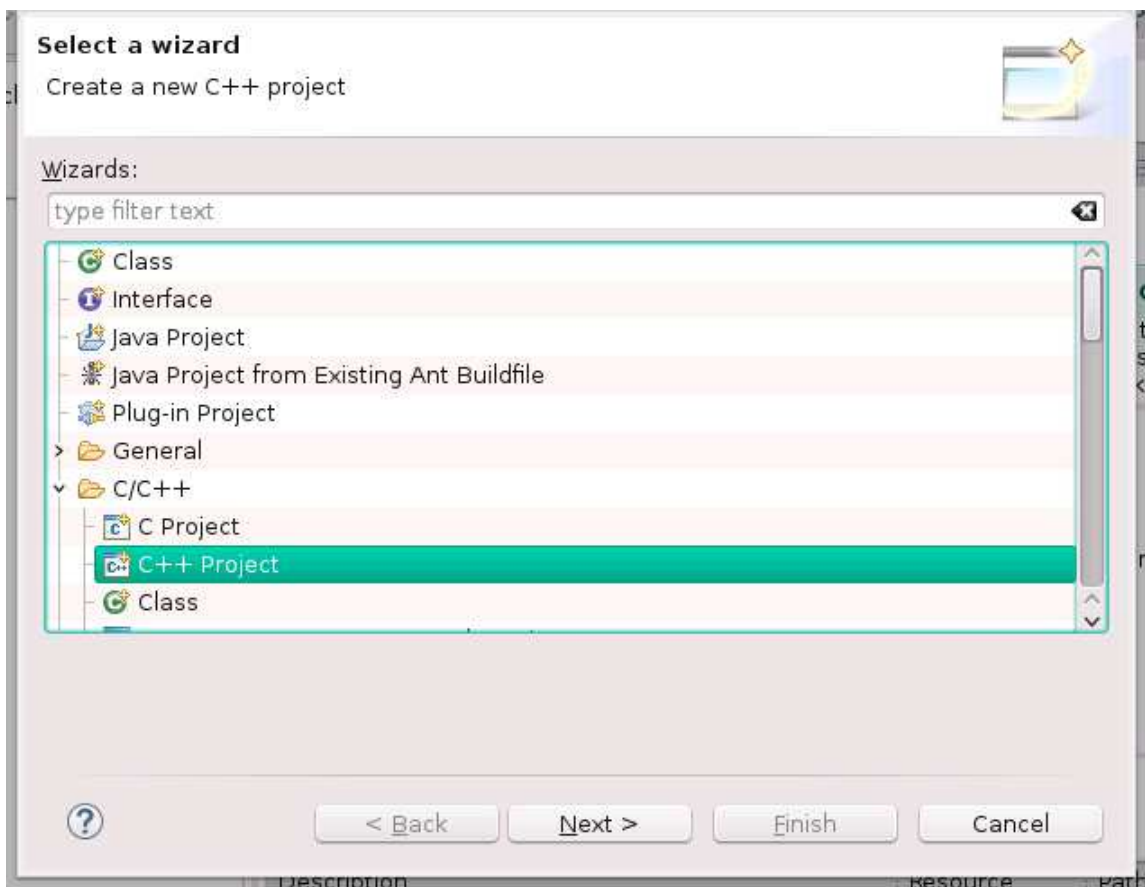 Select a wizard
Create a new C++ project
Wizards:
type filter text
Class
Interface
Java Project
Java Project from Existing Ant Buildfile
Plug-in Project
General
C/C++
C Project
C++ Project
Class
< Back Next > Finish Cancel
Description Resource